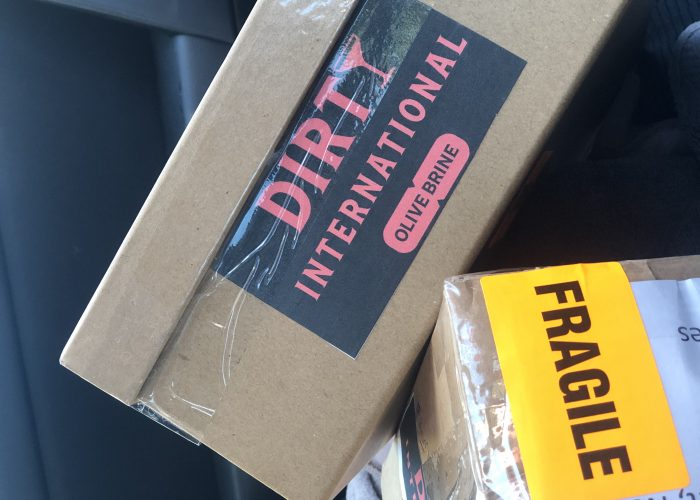 DIRTY
INTERNATIONAL
OLIVE BRINE
FRAGILE